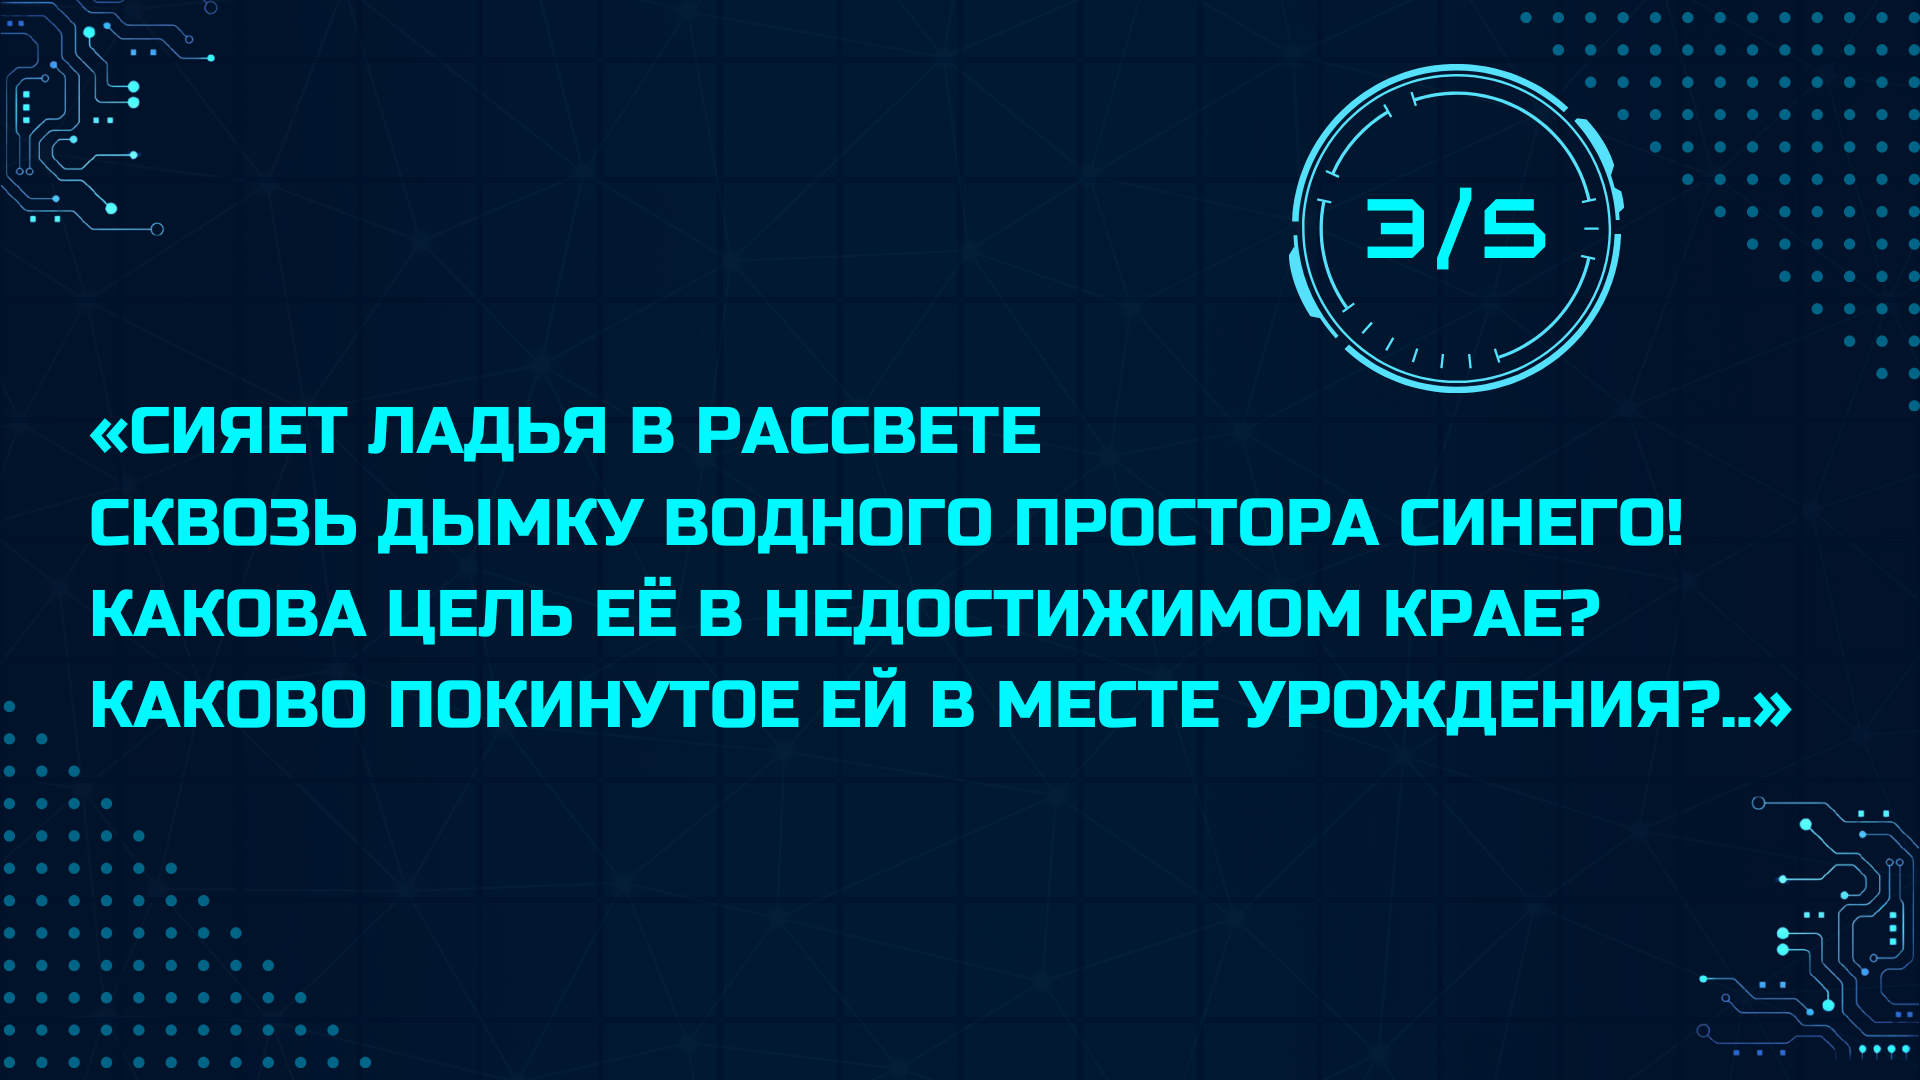 3/5
«СИЯЕТ ЛАДЬЯ В РАССВЕТЕ
СКВОЗЬ ДЫМКУ ВОДНОГО ПРОСТОРА СИНЕГО!
КАКОВА ЦЕЛЬ ЕЁ В НЕДОСТИЖИМОМ КРАЕ?
КАКОВО ПОКИНУТОЕ ЕЙ В МЕСТЕ УРОЖДЕНИЯ?..»